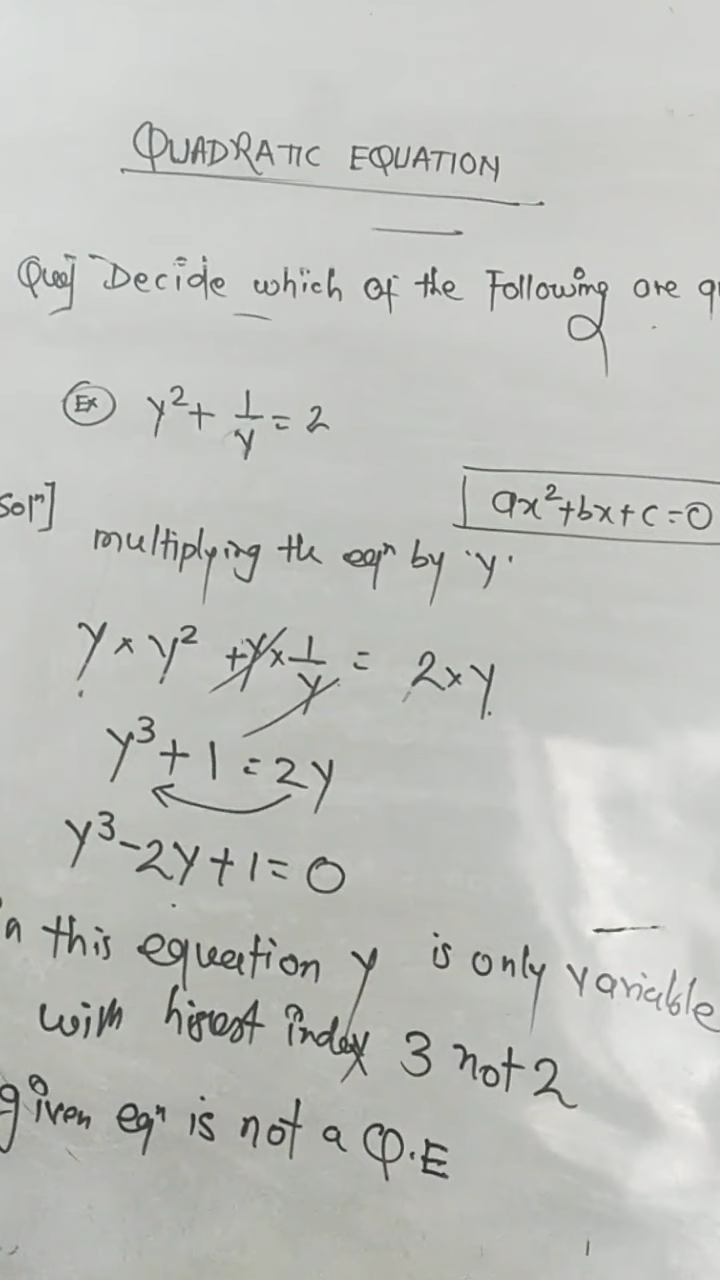 QUADRATIC EQUATION
Que] Decide which of the Following are q
Ex y²+ 1/y = 2
ax²+bx+c=0
Solⁿ]
multiplying the eqⁿ by 'y'
y × y² + y × 1/y = 2×y
y³+1=2y
y³-2y+1=0
n this equation y is only variable
with higest index 3 not 2
given eqⁿ is not a Q.E